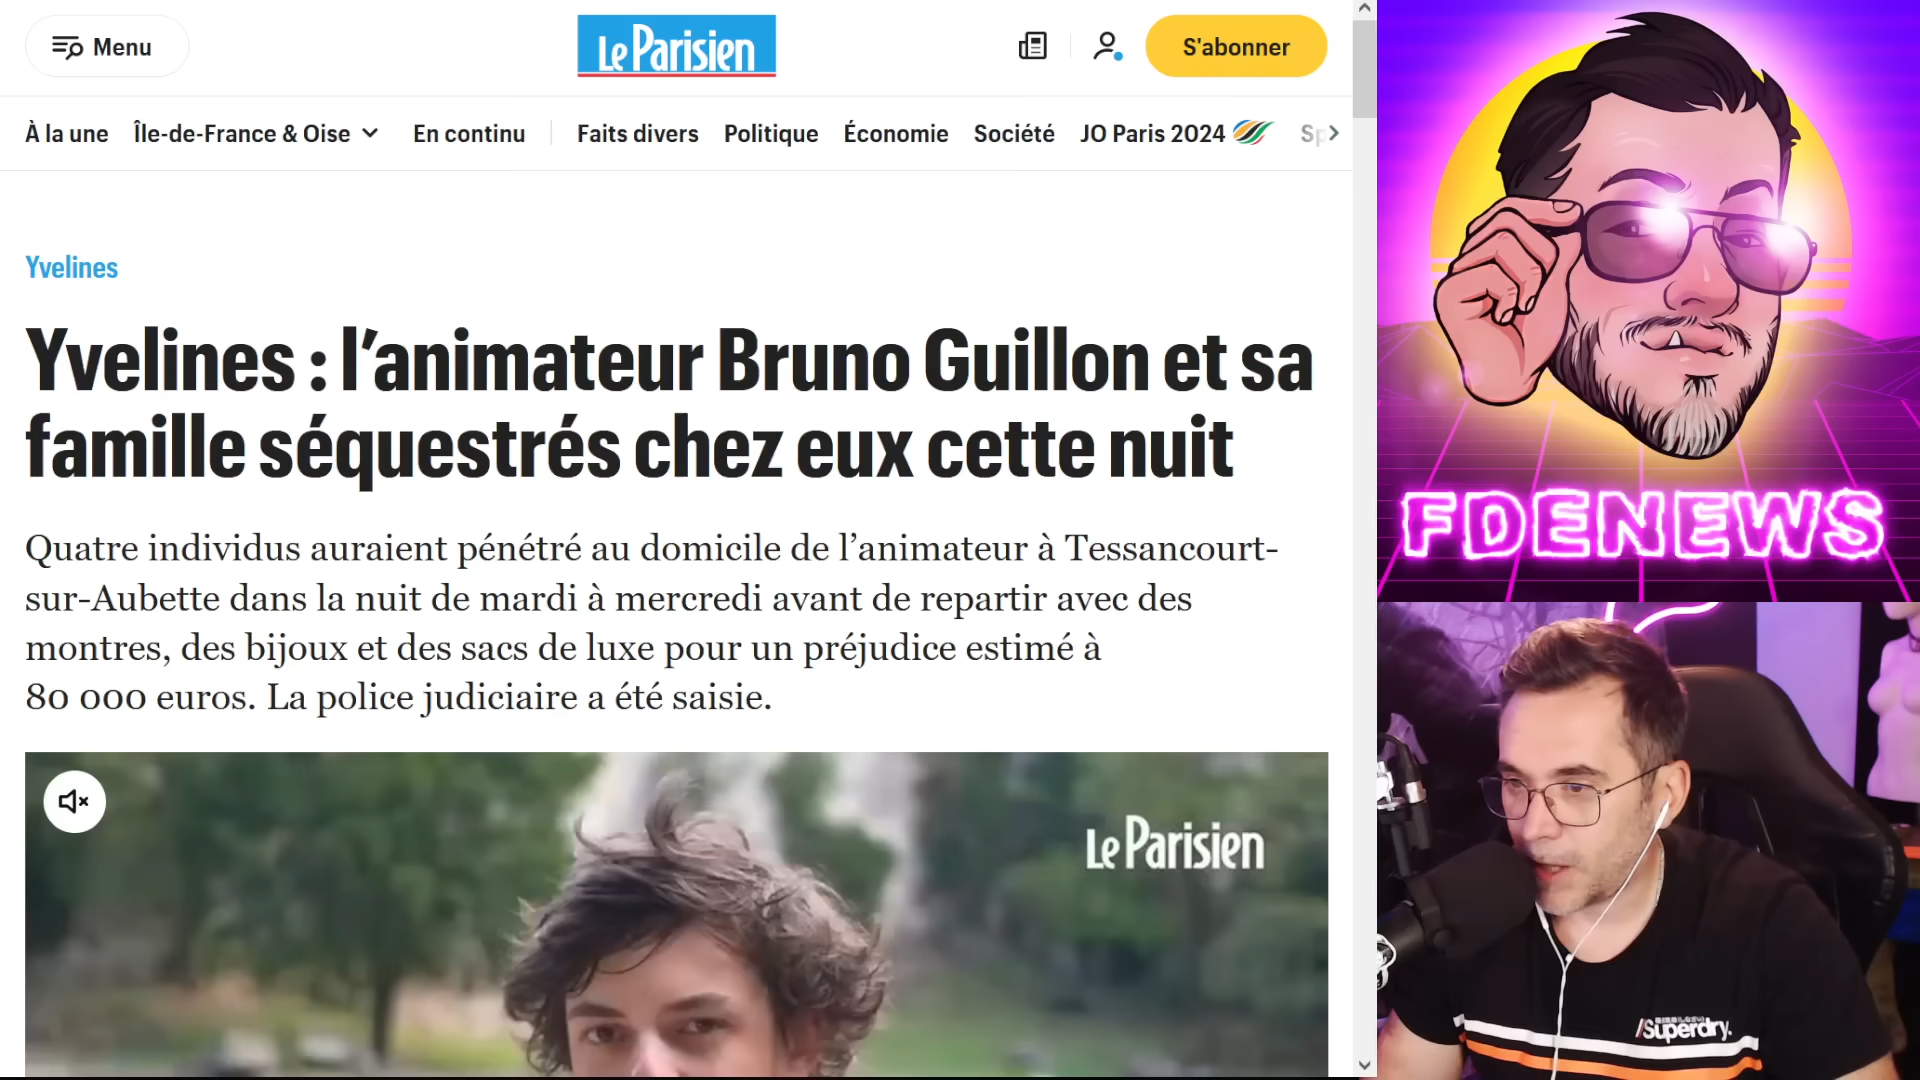 Menu
Le Parisien
S'abonner
À la une
Île-de-France & Oise
En continu
Faits divers
Politique
Économie
Société
JO Paris 2024
Yvelines
Yvelines : l’animateur Bruno Guillon et sa
famille séquestrés chez eux cette nuit
Quatre individus auraient pénétré au domicile de l’animateur à Tessancourt-
sur-Aubette dans la nuit de mardi à mercredi avant de repartir avec des
montres, des bijoux et des sacs de luxe pour un préjudice estimé à
80 000 euros. La police judiciaire a été saisie.
Le Parisien
FDENEWS
/Superdry.